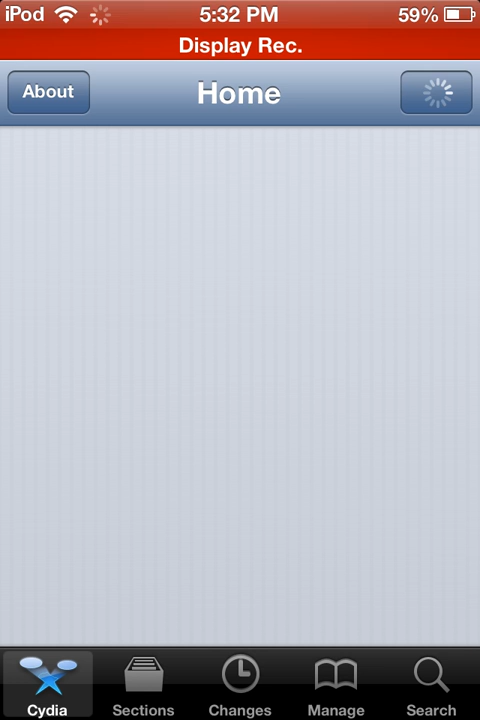 iPod 5:32 PM 59%
Display Rec.
About Home
Cydia Sections Changes Manage Search